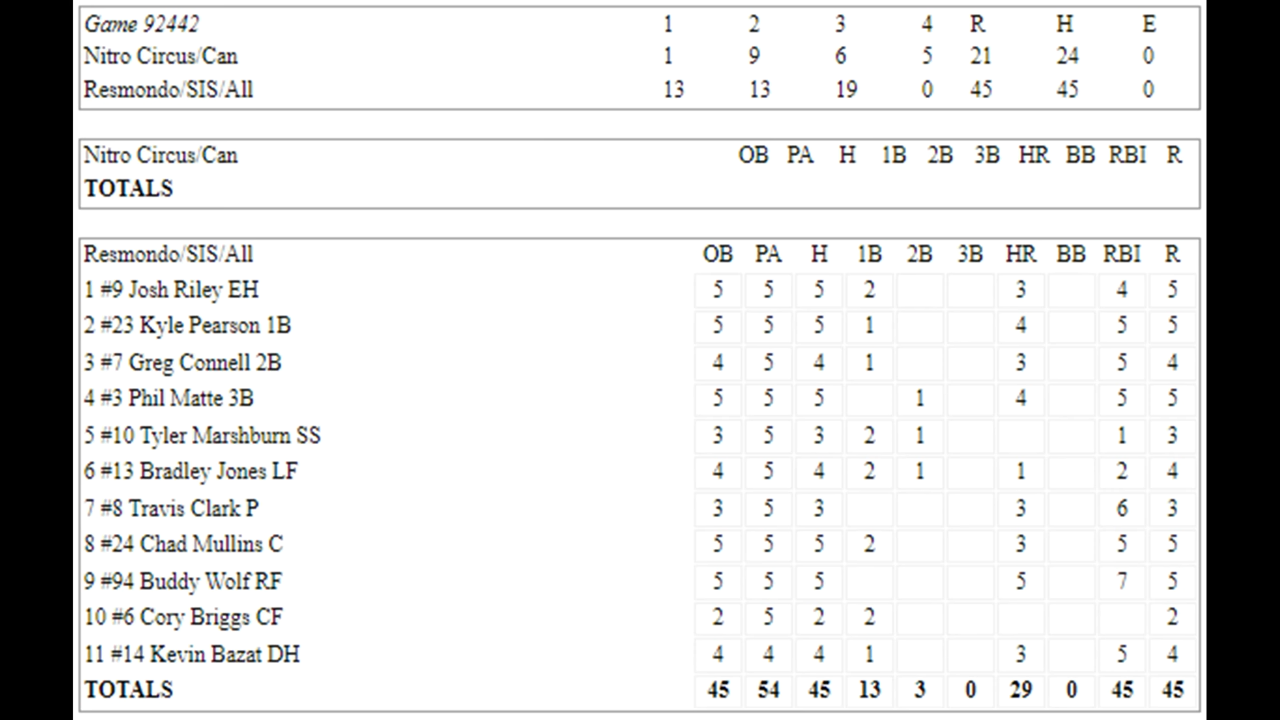 Game 92442 1 2 3 4 R H E
Nitro Circus/Can 1 9 6 5 21 24 0
Resmondo/SIS/All 13 13 19 0 45 45 0
Nitro Circus/Can OB PA H 1B 2B 3B HR BB RBI R
TOTALS
Resmondo/SIS/All OB PA H 1B 2B 3B HR BB RBI R
1 #9 Josh Riley EH 5 5 5 2 3 4 5
2 #23 Kyle Pearson 1B 5 5 5 1 4 5 5
3 #7 Greg Connell 2B 4 5 4 1 3 5 4
4 #3 Phil Matte 3B 5 5 5 1 4 5 5
5 #10 Tyler Marshburn SS 3 5 3 2 1 1 3
6 #13 Bradley Jones LF 4 5 4 2 1 1 2 4
7 #8 Travis Clark P 3 5 3 3 6 3
8 #24 Chad Mullins C 5 5 5 2 3 5 5
9 #94 Buddy Wolf RF 5 5 5 5 7 5
10 #6 Cory Briggs CF 2 5 2 2 2
11 #14 Kevin Bazat DH 4 4 4 1 3 5 4
TOTALS 45 54 45 13 3 0 29 0 45 45